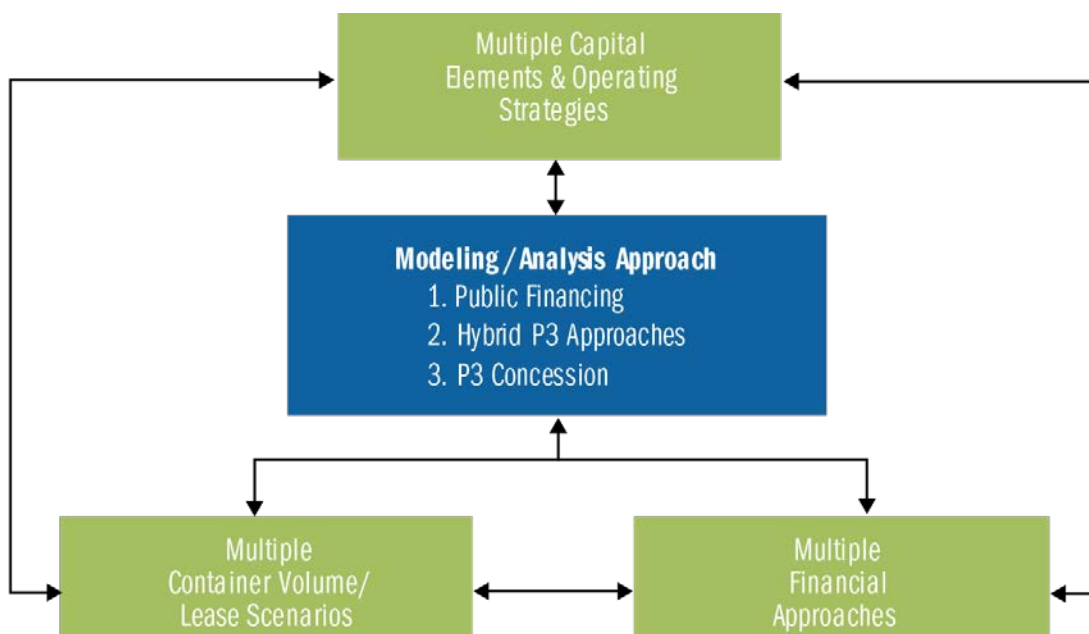 Multiple Capital
Elements & Operating
Strategies
Modeling / Analysis Approach
1. Public Financing
2. Hybrid P3 Approaches
3. P3 Concession
Multiple
Container Volume/
Lease Scenarios
Multiple
Financial
Approaches